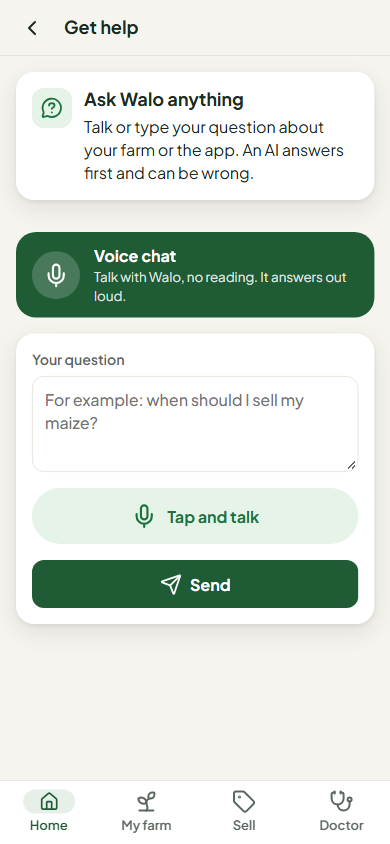 Get help
Ask Walo anything
Talk or type your question about
your farm or the app. An AI answers
first and can be wrong.
Voice chat
Talk with Walo, no reading. It answers out
loud.
Your question
For example: when should I sell my
maize?
Tap and talk
Send
Home
My farm
Sell
Doctor